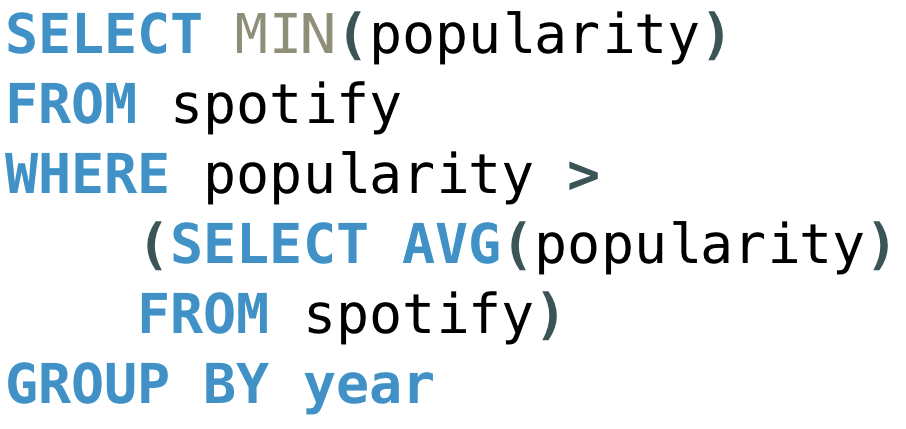 SELECT MIN(popularity)
FROM spotify
WHERE popularity >
    (SELECT AVG(popularity)
    FROM spotify)
GROUP BY year